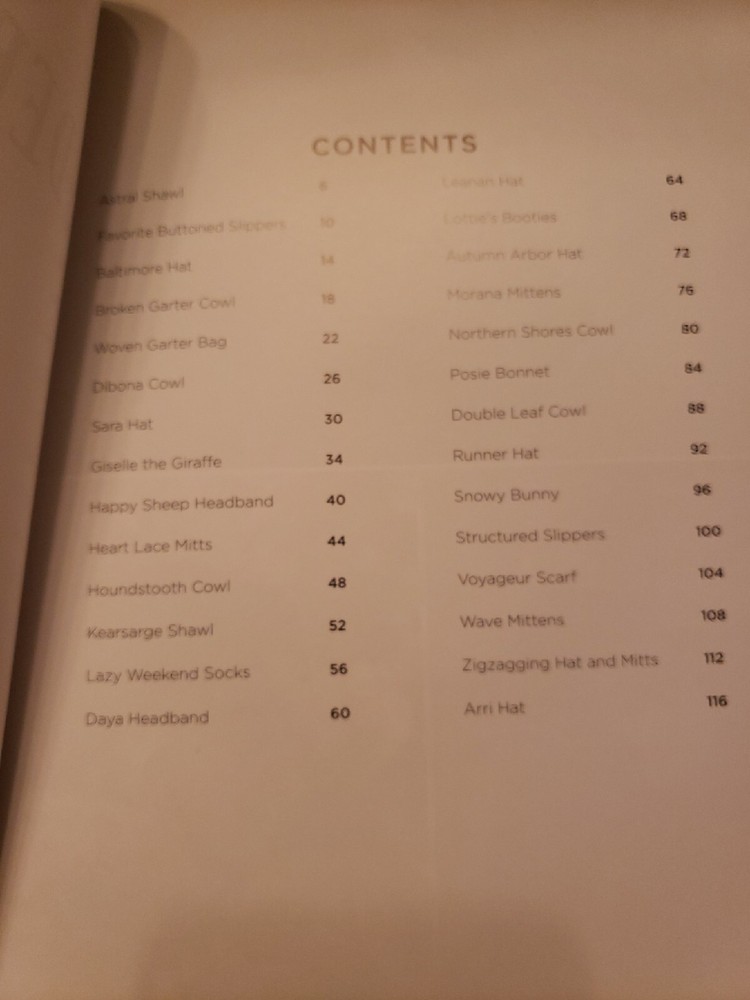 CONTENTS
Astral Shawl 6
Favorite Buttoned Slippers 10
Baltimore Hat 14
Broken Garter Cowl 18
Woven Garter Bag 22
Dibona Cowl 26
Sara Hat 30
Giselle the Giraffe 34
Happy Sheep Headband 40
Heart Lace Mitts 44
Houndstooth Cowl 48
Kearsarge Shawl 52
Lazy Weekend Socks 56
Daya Headband 60
Leanan Hat 64
Lottie's Booties 68
Autumn Arbor Hat 72
Morana Mittens 76
Northern Shores Cowl 80
Posie Bonnet 84
Double Leaf Cowl 88
Runner Hat 92
Snowy Bunny 96
Structured Slippers 100
Voyageur Scarf 104
Wave Mittens 108
Zigzagging Hat and Mitts 112
Arri Hat 116